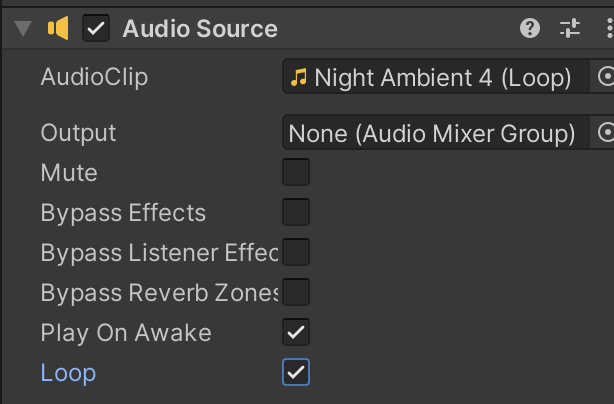 Audio Source
AudioClip Night Ambient 4 (Loop)
Output None (Audio Mixer Group)
Mute
Bypass Effects
Bypass Listener Effec
Bypass Reverb Zones
Play On Awake
Loop